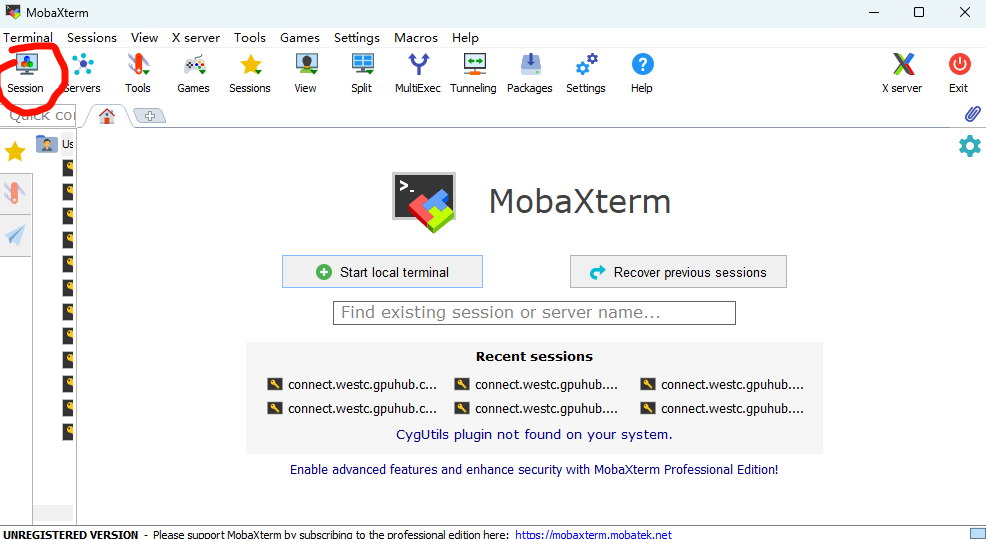 MobaXterm
Terminal Sessions View X server Tools Games Settings Macros Help
Session Servers Tools Games Sessions View Split MultiExec Tunneling Packages Settings Help X server Exit
Quick con
Us
MobaXterm
Start local terminal Recover previous sessions
Find existing session or server name...
Recent sessions
connect.westc.gpuhub.c... connect.westc.gpuhub.... connect.westc.gpuhub....
connect.westc.gpuhub.c... connect.westc.gpuhub.... connect.westc.gpuhub....
CygUtils plugin not found on your system.
Enable advanced features and enhance security with MobaXterm Professional Edition!
UNREGISTERED VERSION - Please support MobaXterm by subscribing to the professional edition here: https://mobaxterm.mobatek.net